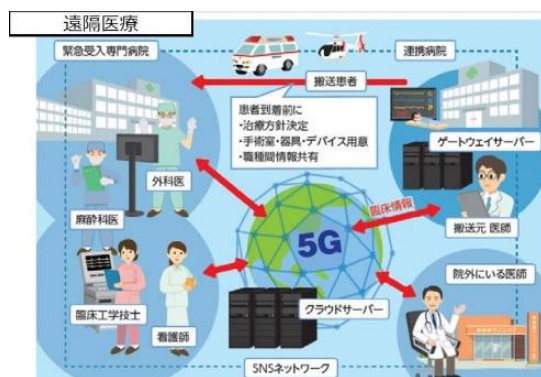 遠隔医療
緊急受入専門病院
連携病院
搬送患者
患者到着前に
・治療方針決定
・手術室・器具・デバイス用意
・職種間情報共有
ゲートウェイサーバー
外科医
麻酔科医
臨床情報
搬送元 医師
5G
院外にいる医師
臨床工学技士
看護師
クラウドサーバー
SNSネットワーク